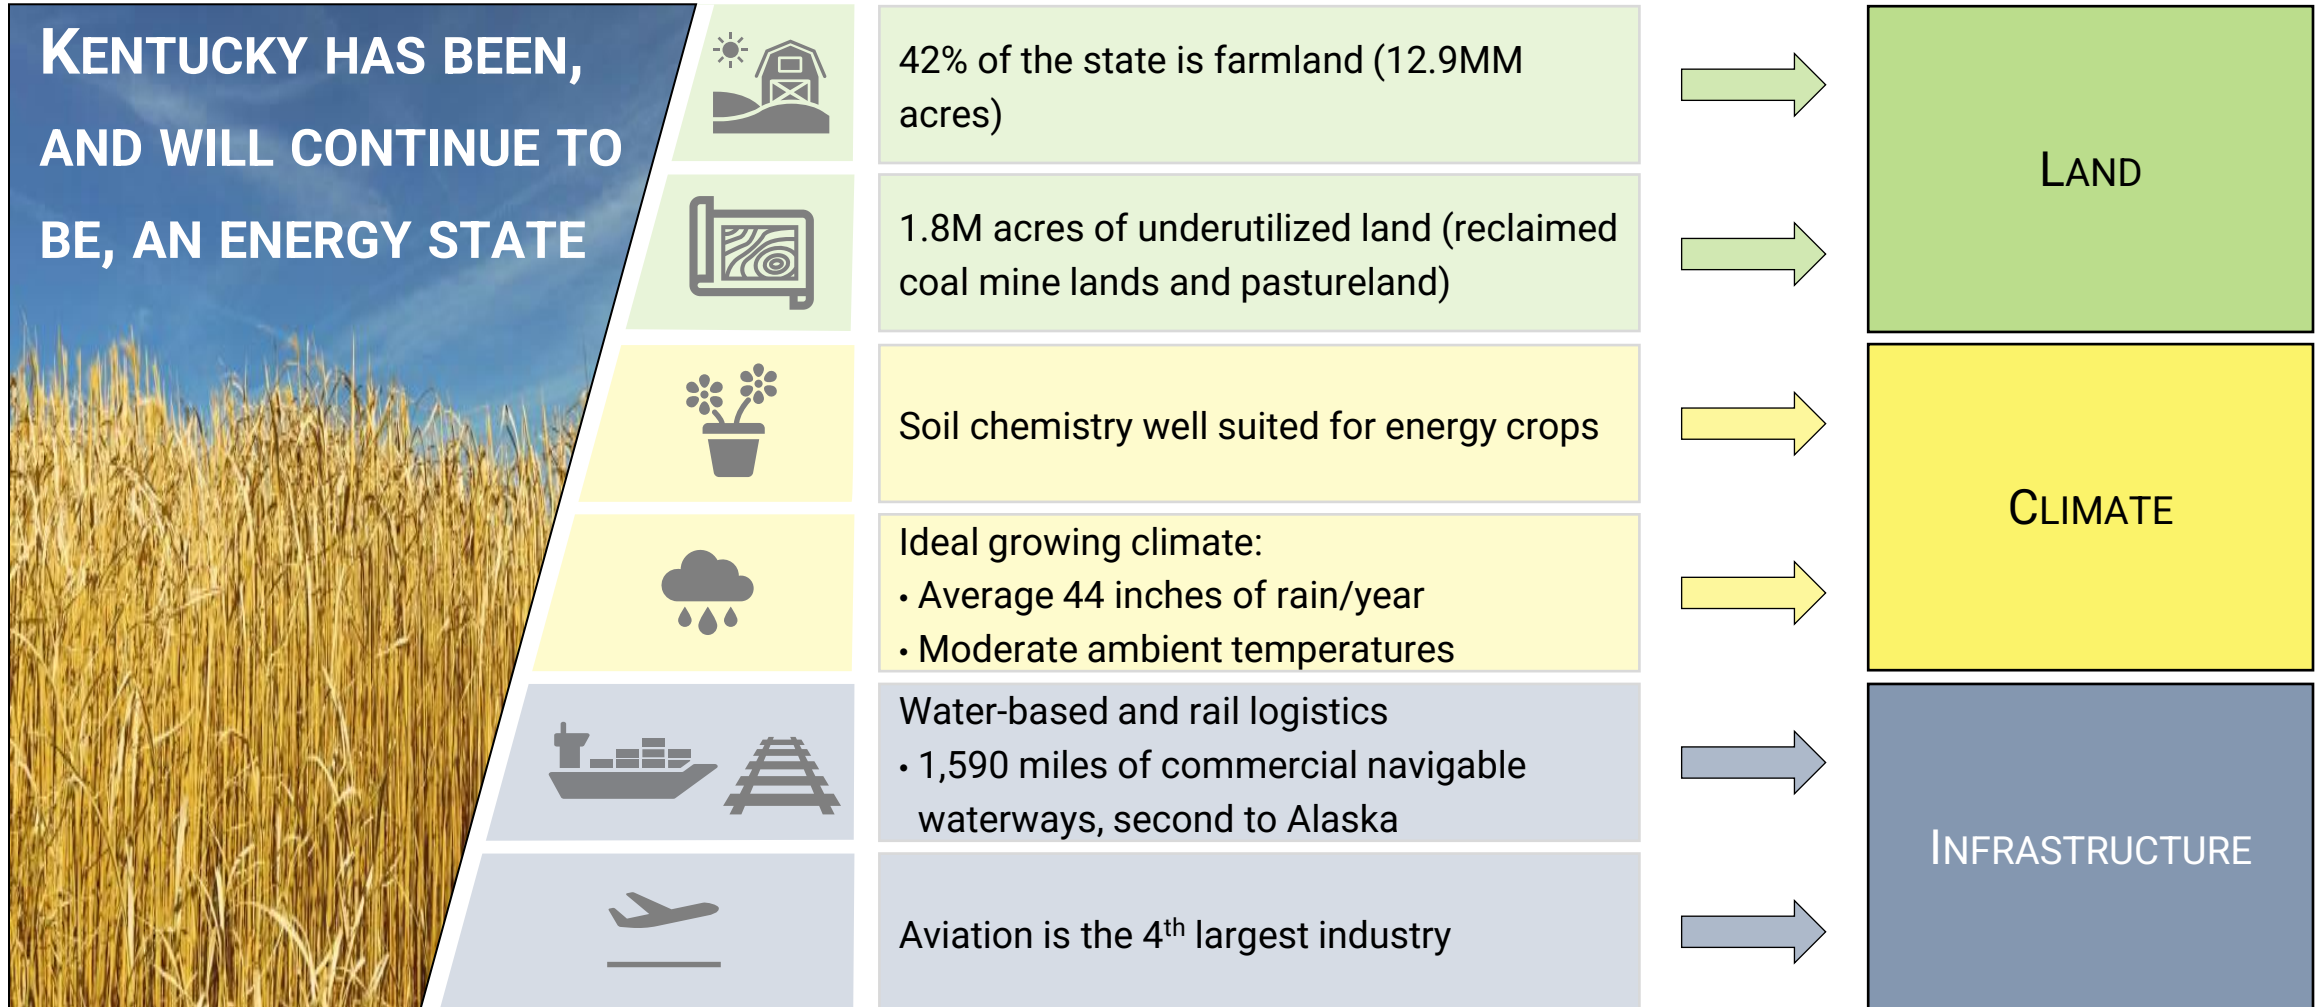 KENTUCKY HAS BEEN,
AND WILL CONTINUE TO
BE, AN ENERGY STATE
42% of the state is farmland (12.9MM
acres)
1.8M acres of underutilized land (reclaimed
coal mine lands and pastureland)
LAND
Soil chemistry well suited for energy crops
Ideal growing climate:
• Average 44 inches of rain/year
• Moderate ambient temperatures
CLIMATE
Water-based and rail logistics
• 1,590 miles of commercial navigable
waterways, second to Alaska
Aviation is the 4th largest industry
INFRASTRUCTURE